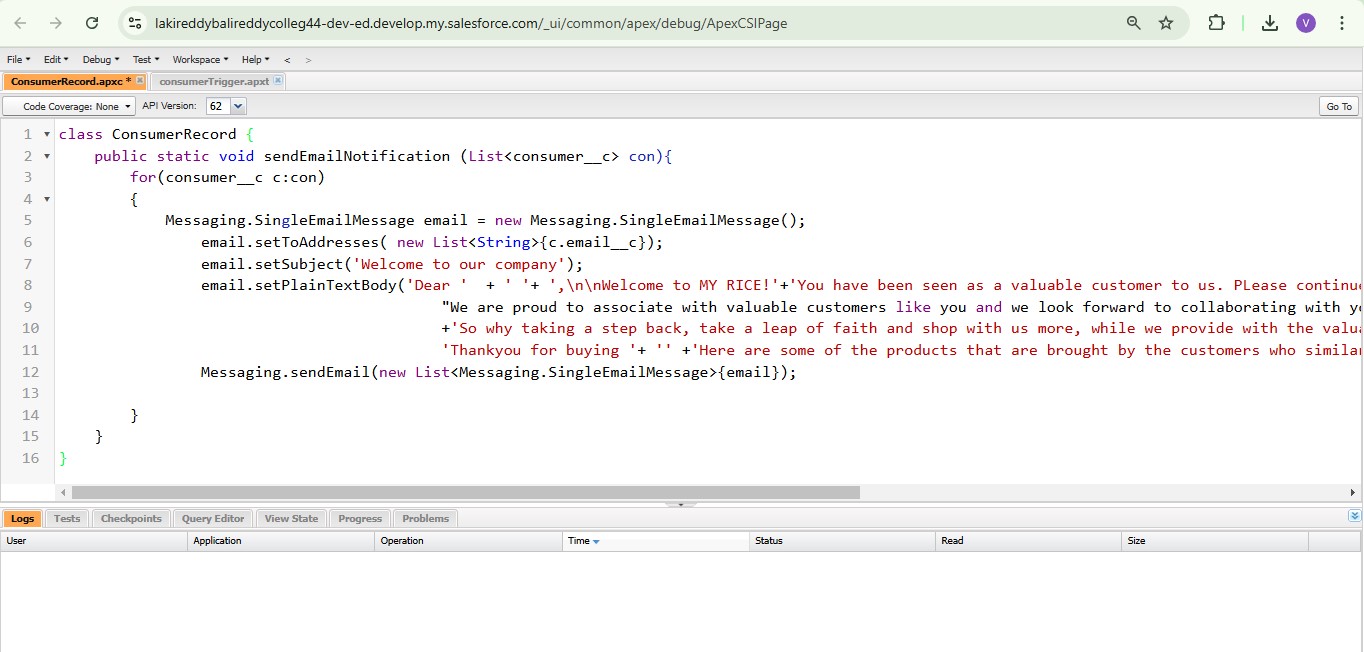 lakireddybalireddycolleg44-dev-ed.develop.my.salesforce.com/_ui/common/apex/debug/ApexCSIPage
V
File Edit Debug Test Workspace Help < >
ConsumerRecord.apxc * consumerTrigger.apxt
Code Coverage: None API Version: 62 Go To
1 class ConsumerRecord {
2 public static void sendEmailNotification (List<consumer__c> con){
3 for(consumer__c c:con)
4 {
5 Messaging.SingleEmailMessage email = new Messaging.SingleEmailMessage();
6 email.setToAddresses( new List<String>{c.email__c});
7 email.setSubject('Welcome to our company');
8 email.setPlainTextBody('Dear '  + ' '+ ',\n\nWelcome to MY RICE!'+'You have been seen as a valuable customer to us. PLease continue
9 "We are proud to associate with valuable customers like you and we look forward to collaborating with
10 +'So why taking a step back, take a leap of faith and shop with us more, while we provide with the
11 'Thankyou for buying '+ '' +'Here are some of the products that are brought by the customers who
12 Messaging.sendEmail(new List<Messaging.SingleEmailMessage>{email});
13
14 }
15 }
16 }
Logs Tests Checkpoints Query Editor View State Progress Problems
User Application Operation Time Status Read Size